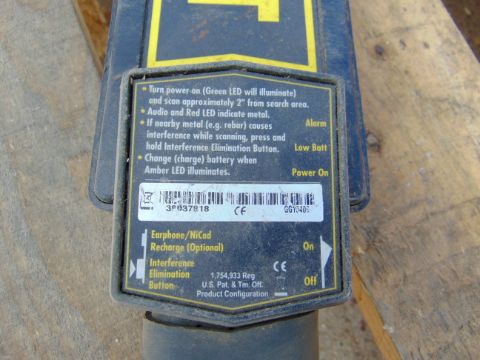 • Turn power-on (Green LED will illuminate)
and scan approximately 2" from search area.
• Audio and Red LED indicate metal.
• If nearby metal (e.g. rebar) causes
interference while scanning, press and
hold Interference Elimination Button.
• Change (charge) battery when
Amber LED illuminates.
Alarm
Low Batt
Power On
38037818
CE
Earphone/NiCad
Recharge (Optional)
Interference
Elimination
Button
1,754,933 Reg
U.S. Pat. & Tm. Off.
Product Configuration
CE
On
Off